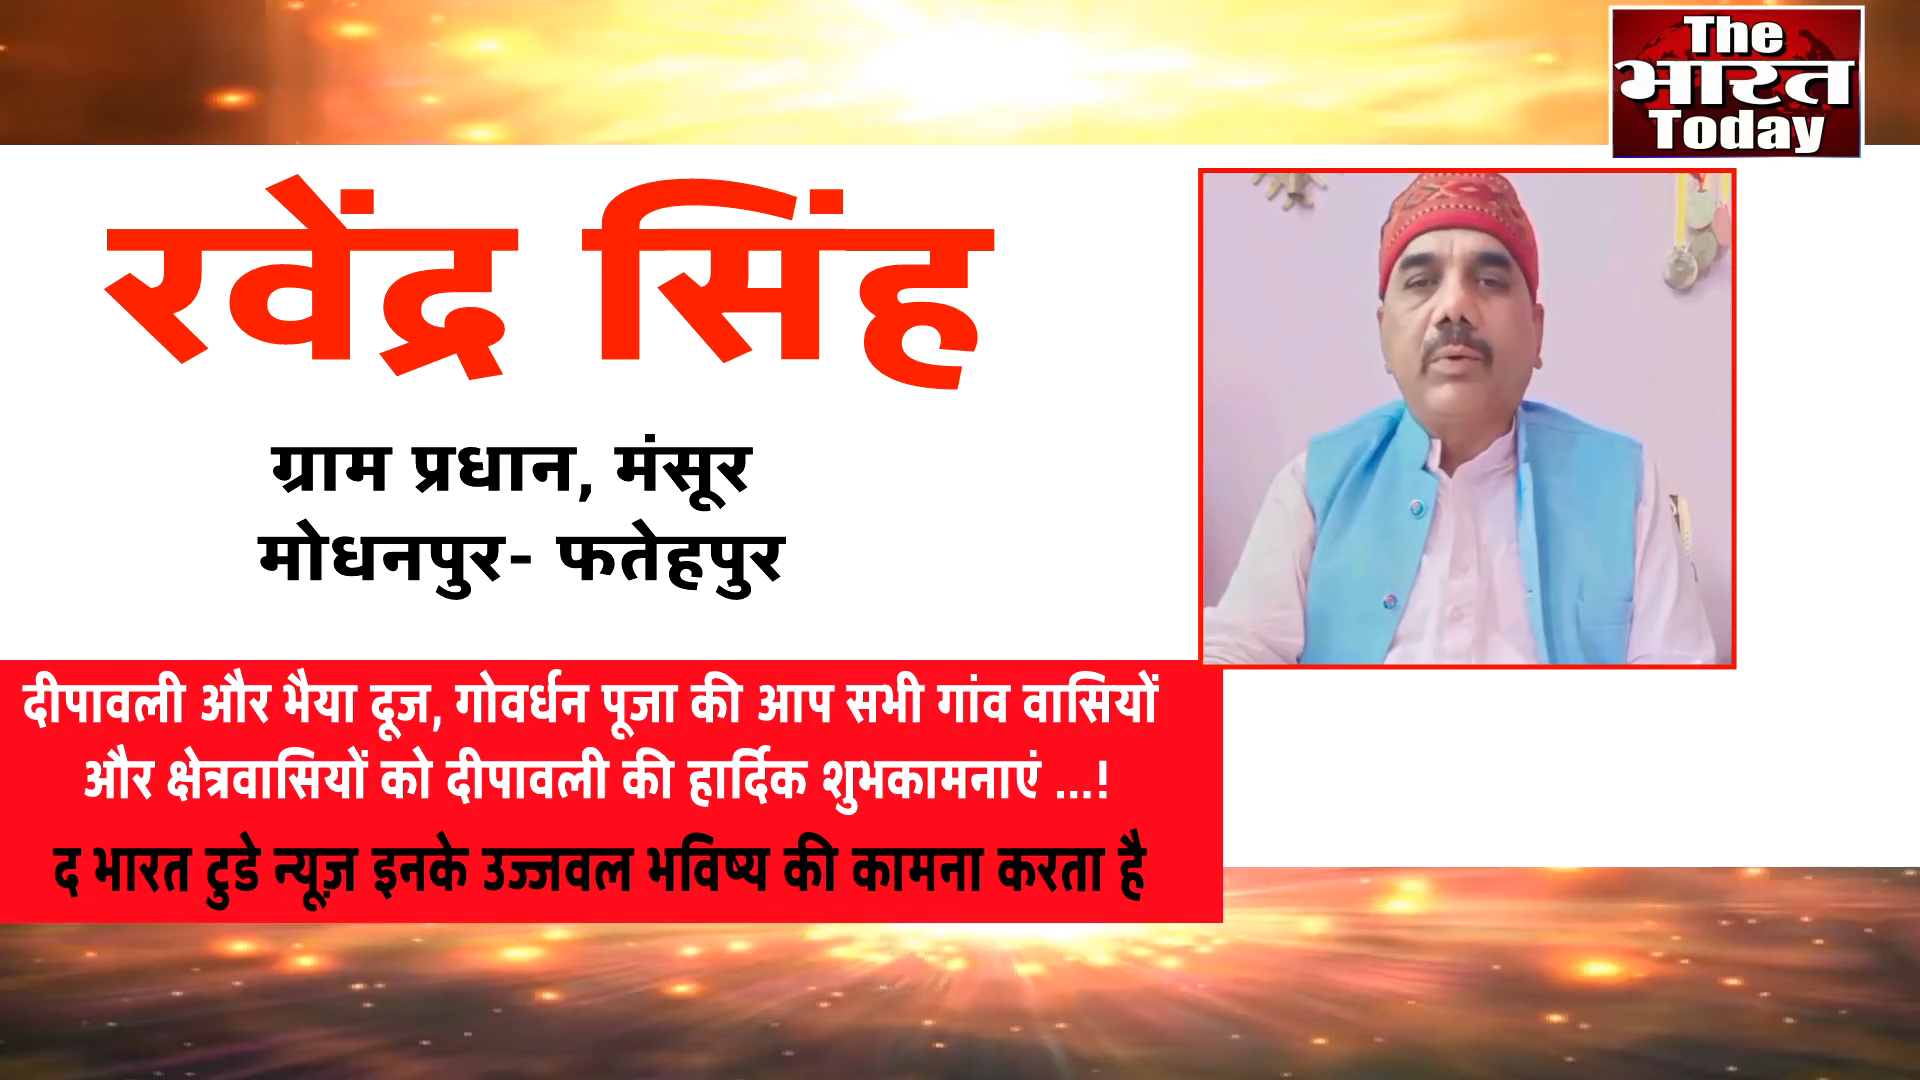 The
भारत
Today
रवेंद्र सिंह
ग्राम प्रधान, मंसूर
मोधनपुर- फतेहपुर
दीपावली और भैया दूज, गोवर्धन पूजा की आप सभी गांव वासियों
और क्षेत्रवासियों को दीपावली की हार्दिक शुभकामनाएं ...!
द भारत टुडे न्यूज़ इनके उज्जवल भविष्य की कामना करता है